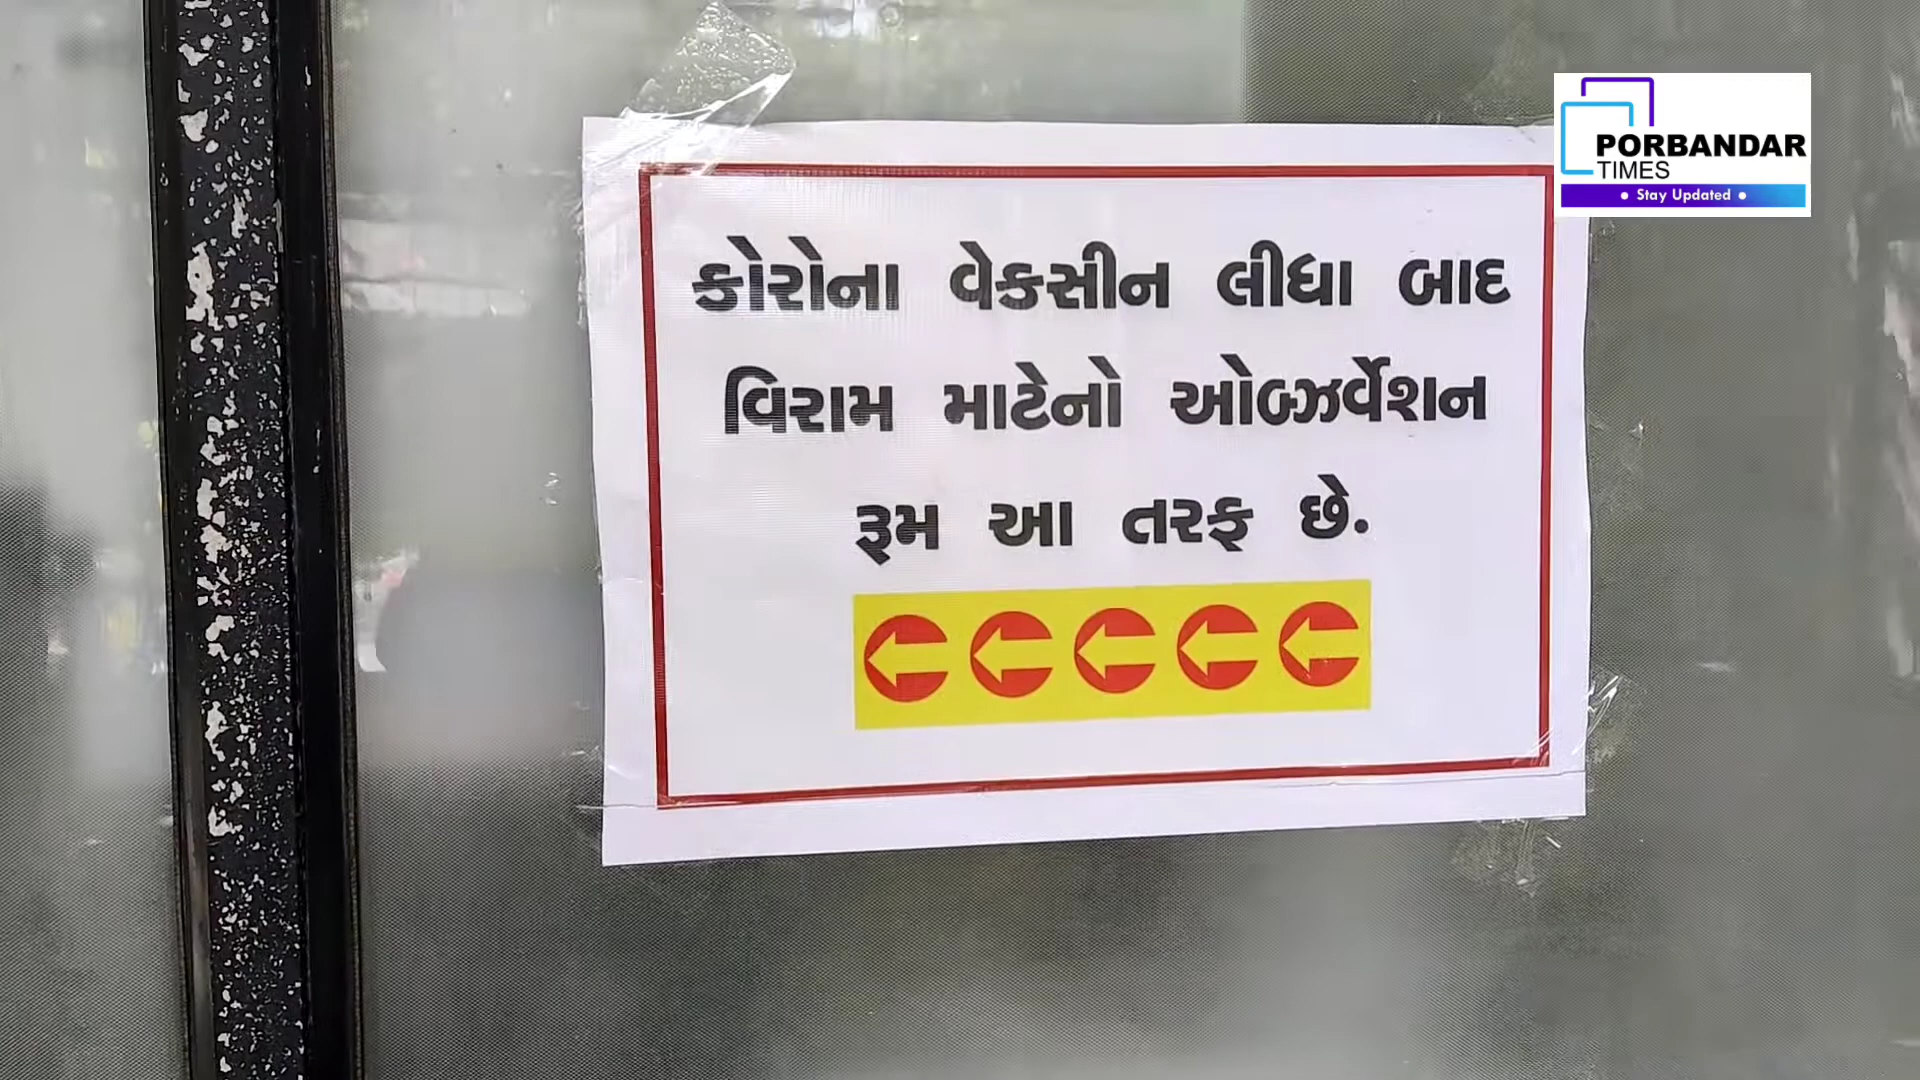 PORBANDAR
TIMES
• Stay Updated •
કોરોના વેકસીન લીધા બાદ
વિરામ માટેનો ઓબ્ઝર્વેશન
રૂમ આ તરફ છે.